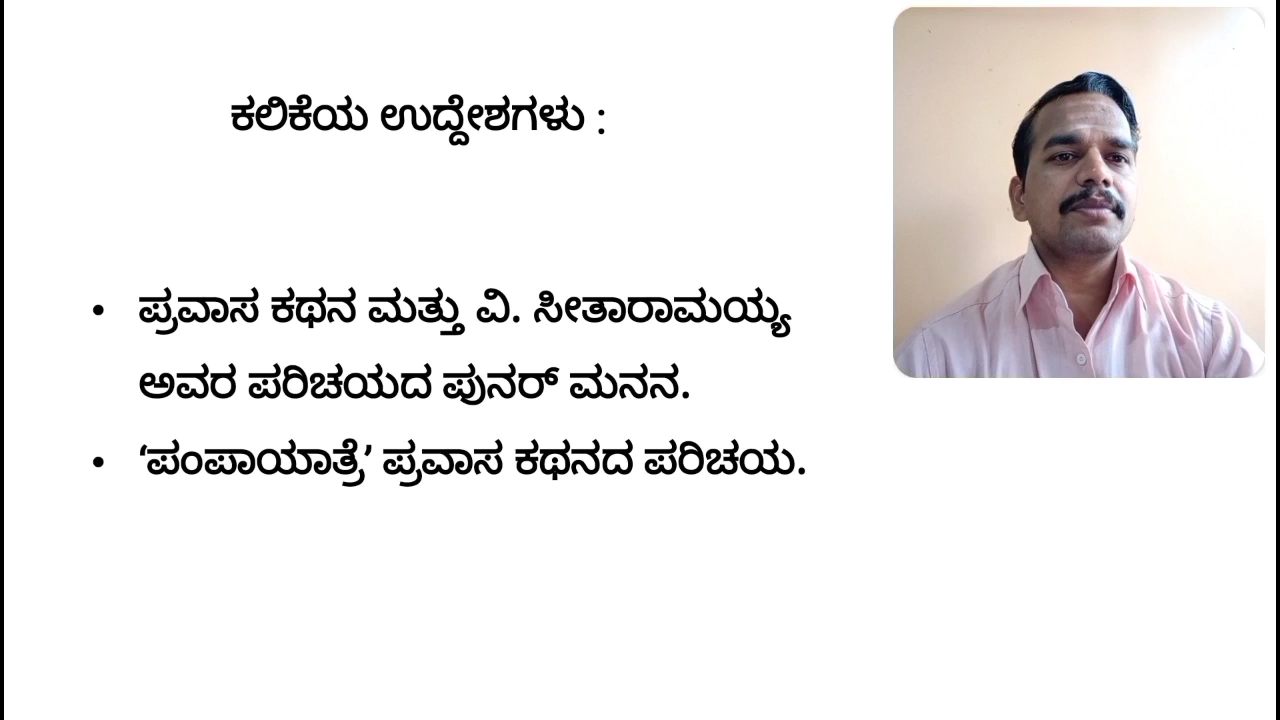 ಕಲಿಕೆಯ ಉದ್ದೇಶಗಳು :
• ಪ್ರವಾಸ ಕಥನ ಮತ್ತು ವಿ. ಸೀತಾರಾಮಯ್ಯ
ಅವರ ಪರಿಚಯದ ಪುನರ್ ಮನನ.
• ‘ಪಂಪಾಯಾತ್ರೆ’ ಪ್ರವಾಸ ಕಥನದ ಪರಿಚಯ.